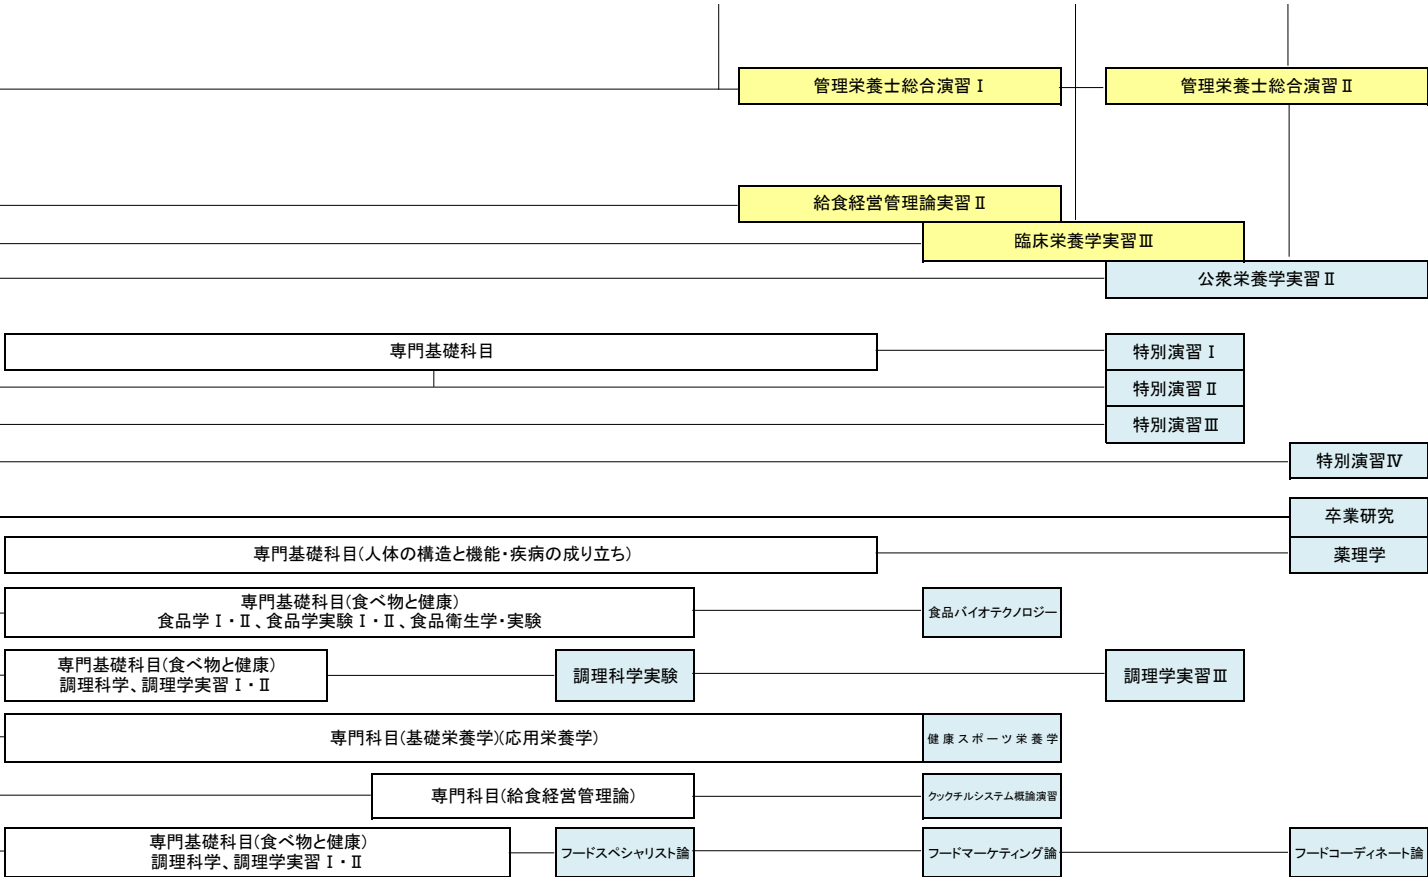 管理栄養士総合演習Ⅰ
管理栄養士総合演習Ⅱ
給食経営管理論実習Ⅱ
臨床栄養学実習Ⅲ
公衆栄養学実習Ⅱ
専門基礎科目
特別演習Ⅰ
特別演習Ⅱ
特別演習Ⅲ
特別演習Ⅳ
卒業研究
専門基礎科目(人体の構造と機能・疾病の成り立ち)
薬理学
専門基礎科目(食べ物と健康)
食品学Ⅰ・Ⅱ、食品学実験Ⅰ・Ⅱ、食品衛生学・実験
食品バイオテクノロジー
専門基礎科目(食べ物と健康)
調理科学、調理学実習Ⅰ・Ⅱ
調理科学実験
調理学実習Ⅲ
専門科目(基礎栄養学)(応用栄養学)
健康スポーツ栄養学
専門科目(給食経営管理論)
クックチルシステム概論演習
専門基礎科目(食べ物と健康)
調理科学、調理学実習Ⅰ・Ⅱ
フードスペシャリスト論
フードマーケティング論
フードコーディネート論